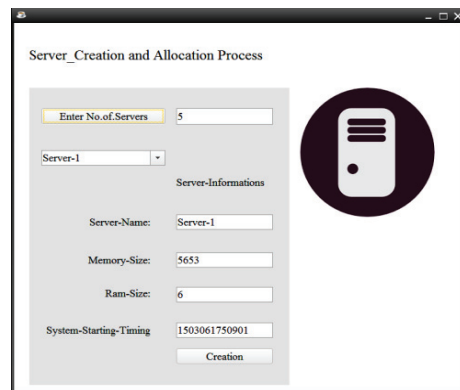 Server_Creation and Allocation Process
Enter No.of.Servers 5
Server-1
Server-Informations
Server-Name: Server-1
Memory-Size: 5653
Ram-Size: 6
System-Starting-Timing 1503061750901
Creation